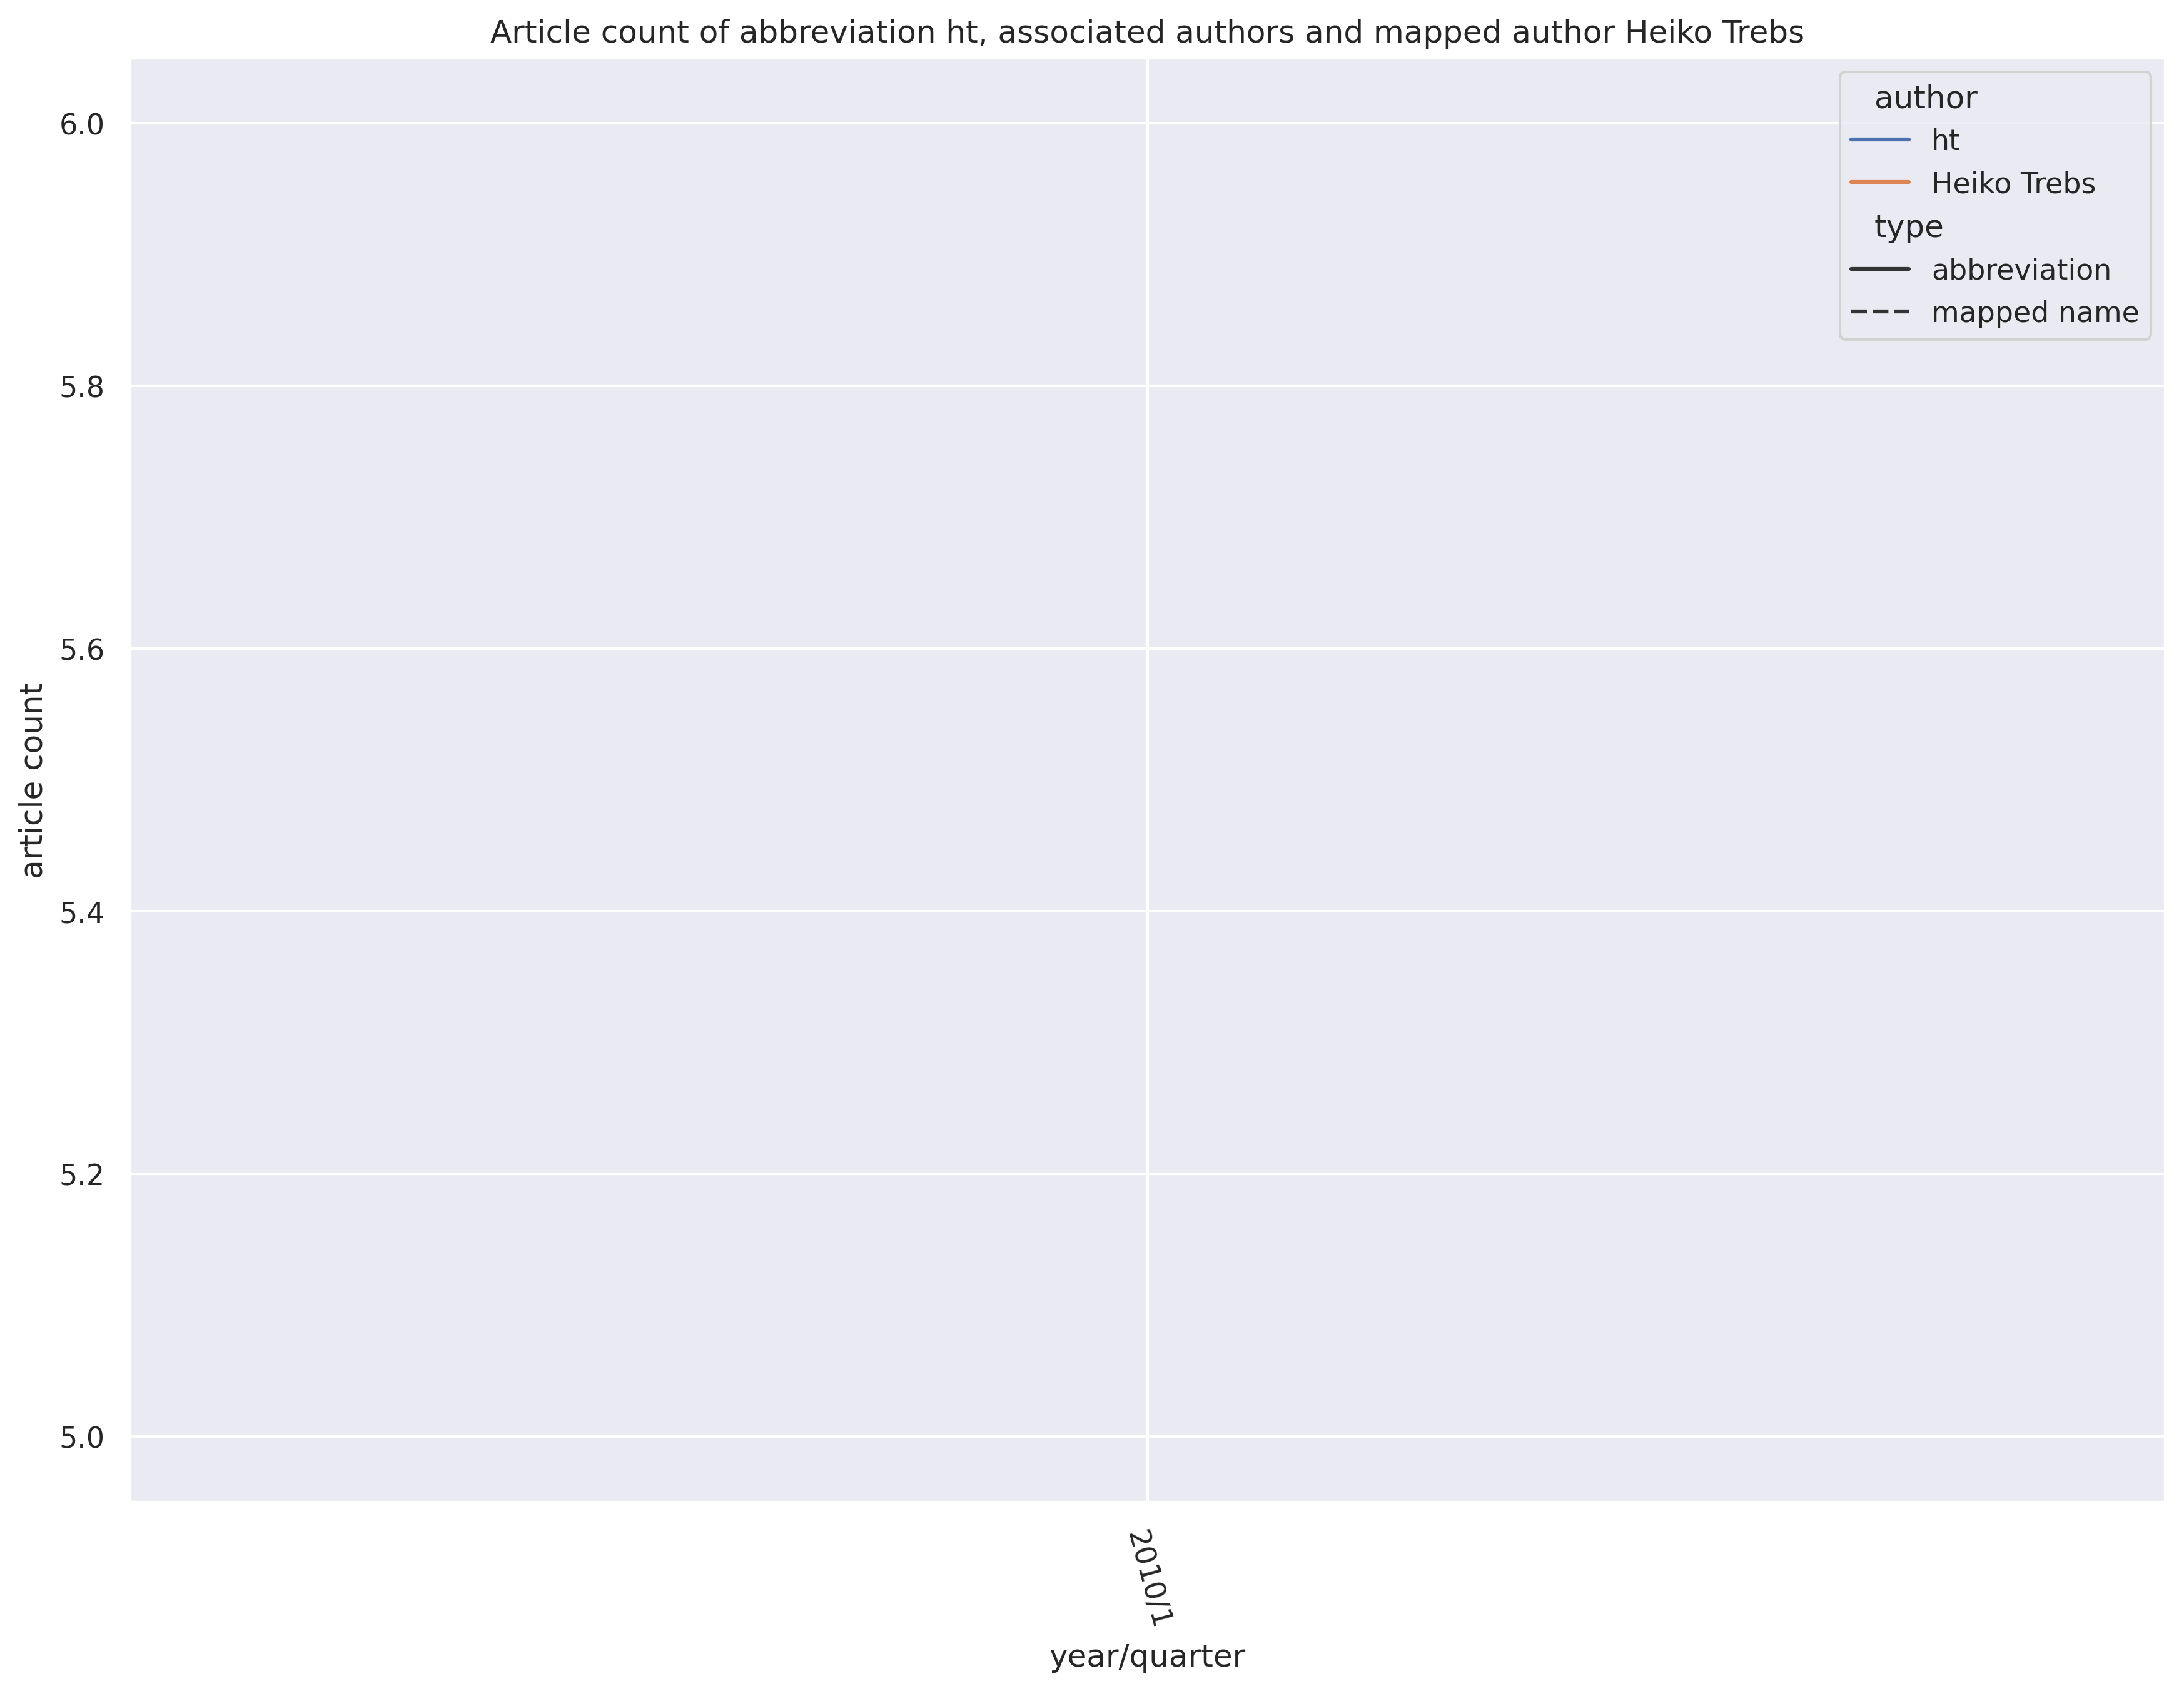 Article count of abbreviation ht, associated authors and mapped author Heiko Trebs
author
ht
Heiko Trebs
type
abbreviation
mapped name
6.0
5.8
5.6
5.4
5.2
5.0
article count
2010/1
year/quarter